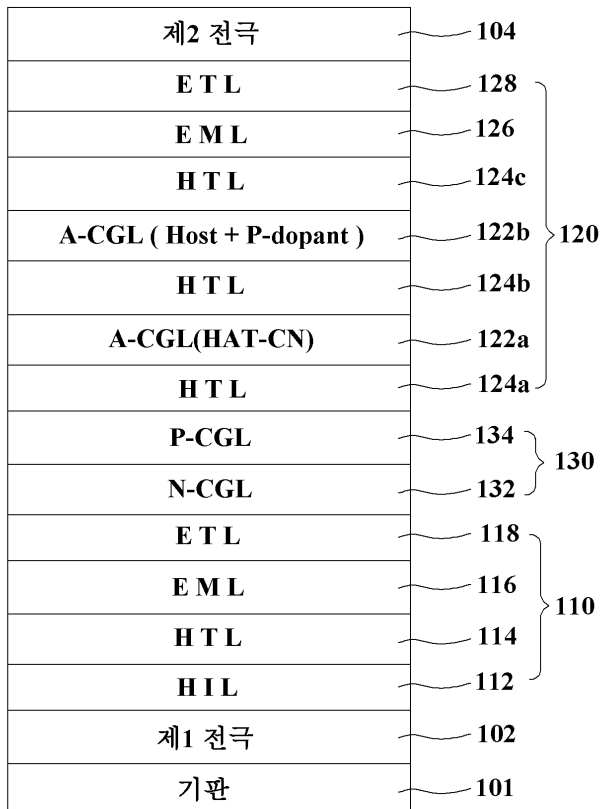 제2 전극 104
E T L 128
E M L 126
H T L 124c
A-CGL ( Host + P-dopant ) 122b
120
H T L 124b
A-CGL(HAT-CN) 122a
H T L 124a
P-CGL 134
130
N-CGL 132
E T L 118
E M L 116
110
H T L 114
H I L 112
제1 전극 102
기판 101